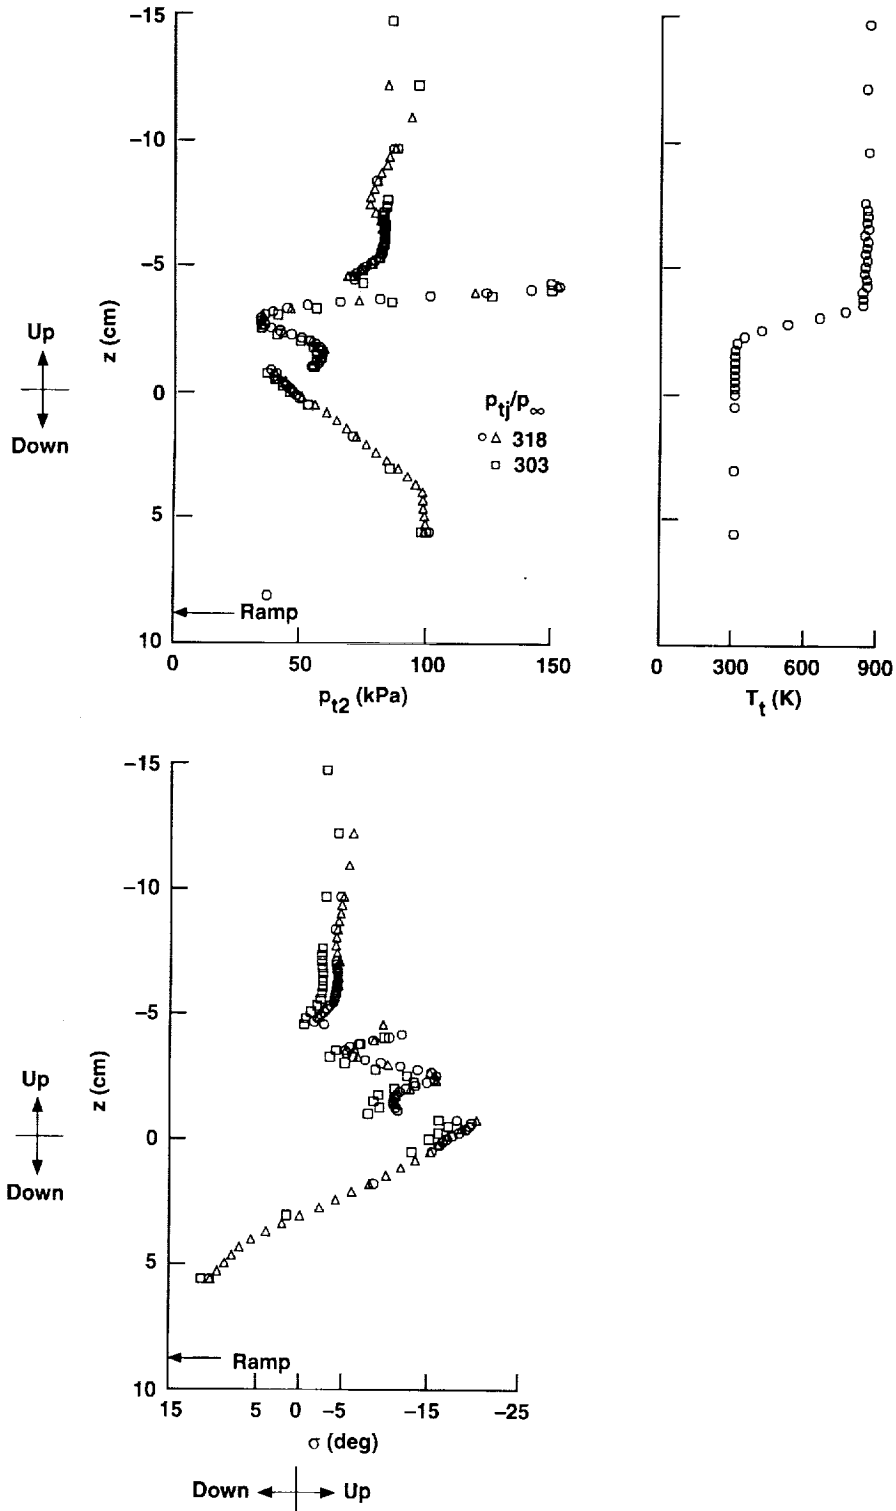 -15
-10
-5
0
5
10
z (cm)
Up
Down
p_tj/p_∞
○ △ 318
□ 303
Ramp
0 50 100 150
p_t2 (kPa)
0 300 600 900
T_t (K)
-15
-10
-5
0
5
10
z (cm)
Up
Down
Ramp
15 5 0 -5 -15 -25
σ (deg)
Down Up